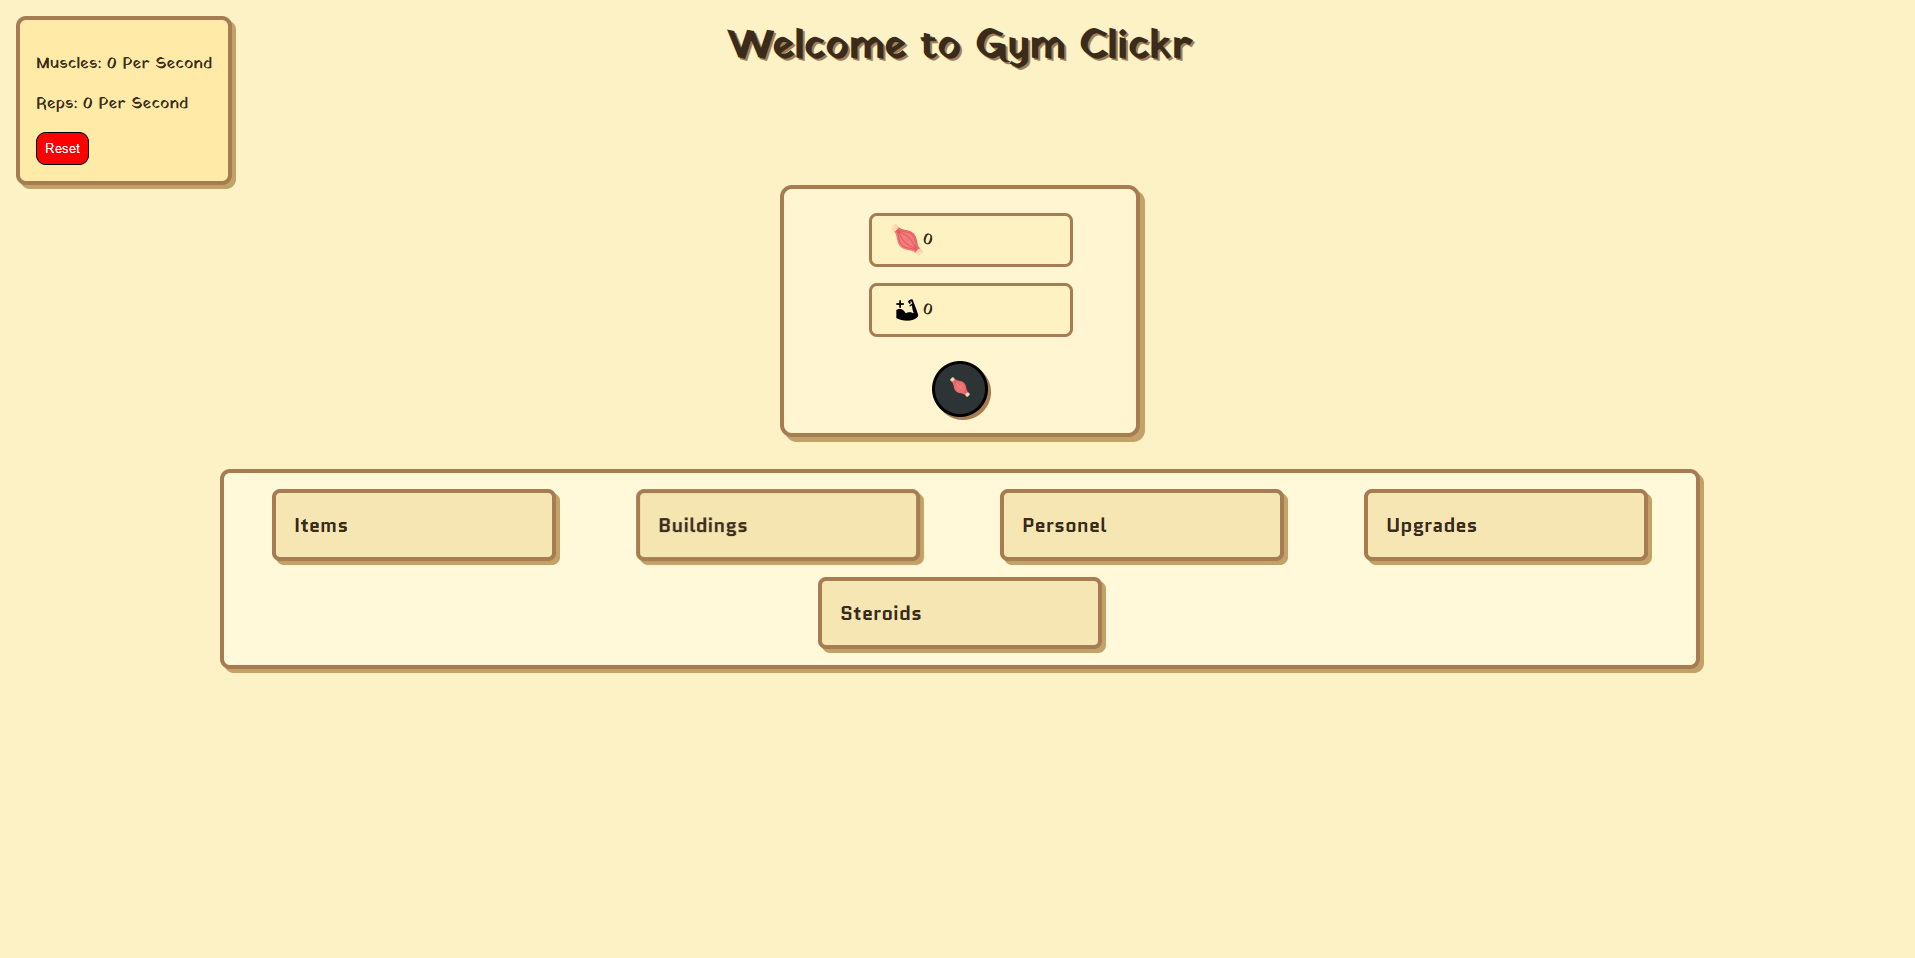 Welcome to Gym Clickr
Muscles: 0 Per Second
Reps: 0 Per Second
Reset
0
0
Items
Buildings
Personel
Upgrades
Steroids